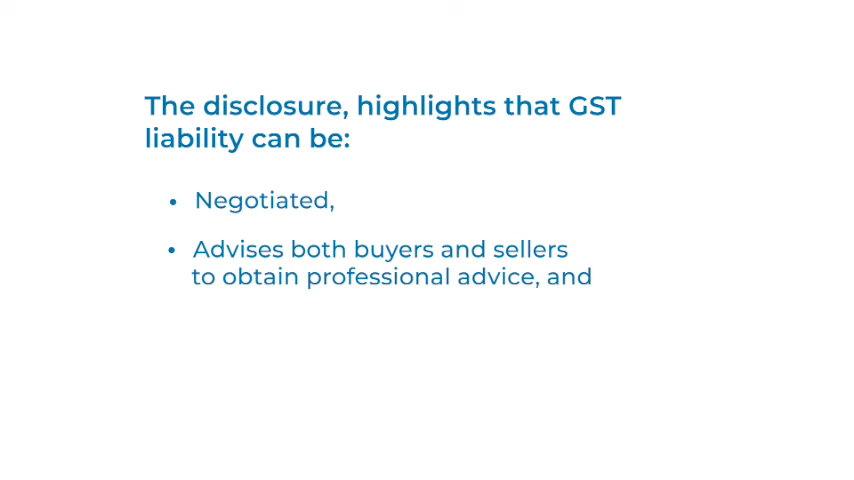 The disclosure, highlights that GST
liability can be:
• Negotiated,
• Advises both buyers and sellers
to obtain professional advice, and